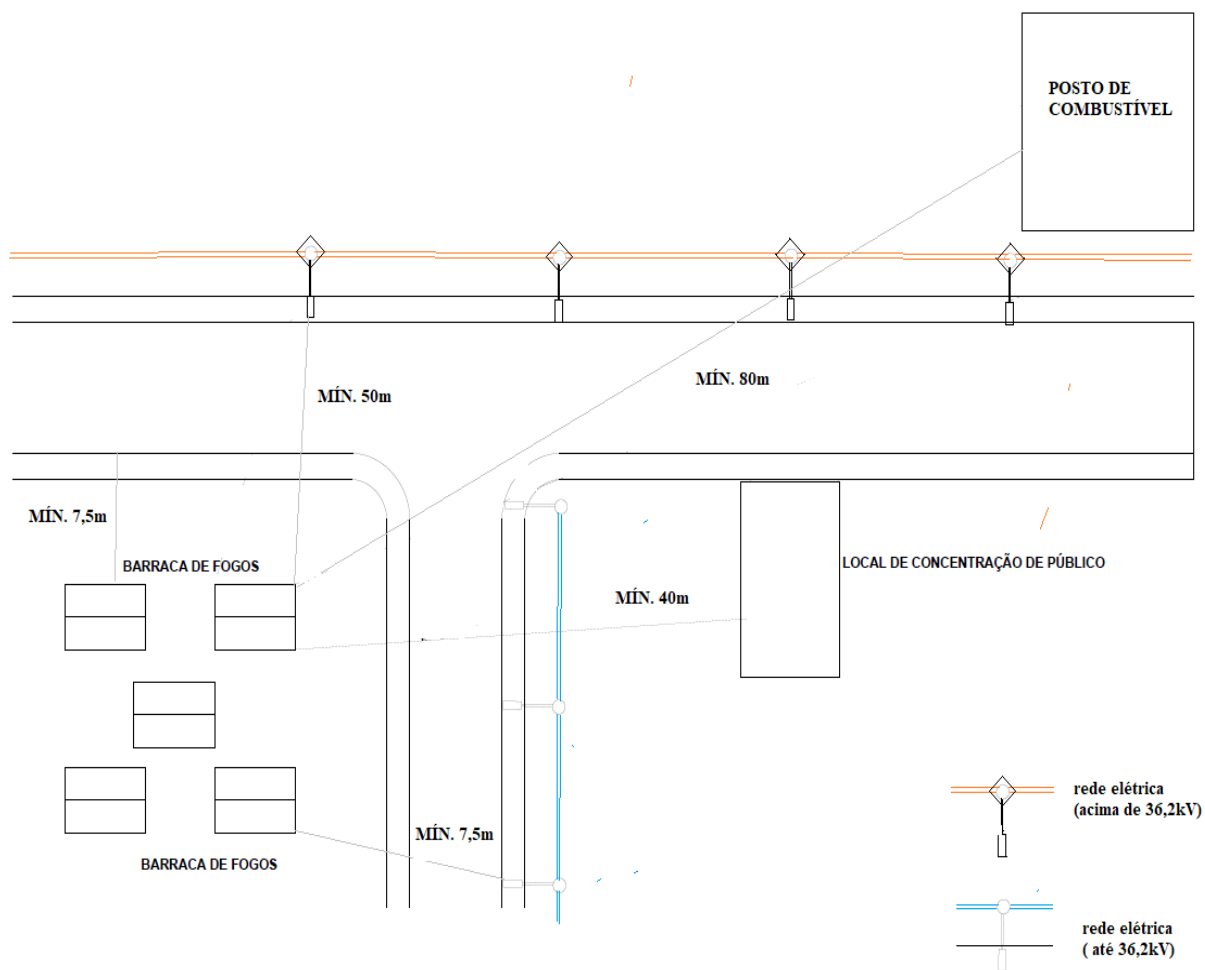 POSTO DE
COMBUSTÍVEL
MÍN. 50m
MÍN. 80m
MÍN. 7,5m
BARRACA DE FOGOS
LOCAL DE CONCENTRAÇÃO DE PÚBLICO
MÍN. 40m
MÍN. 7,5m
BARRACA DE FOGOS
rede elétrica
(acima de 36,2kV)
rede elétrica
( até 36,2kV)